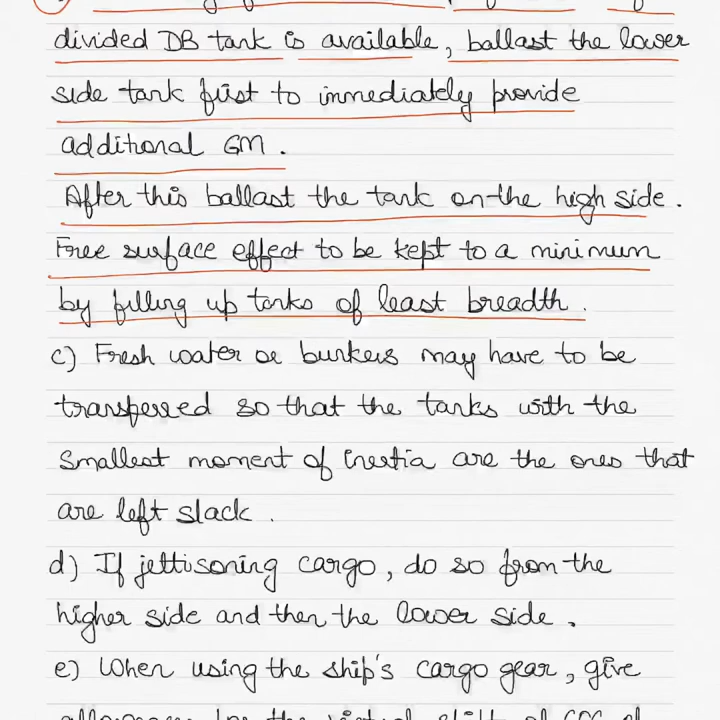 divided DB tank is available, ballast the lower
side tank first to immediately provide
additional GM.
After this ballast the tank on the high side.
Free surface effect to be kept to a minimum
by filling up tanks of least breadth.
c) Fresh water or bunkers may have to be
transferred so that the tanks with the
smallest moment of inertia are the ones that
are left slack.
d) If jettisoning cargo, do so from the
higher side and then the lower side.
e) When using the ship's cargo gear, give